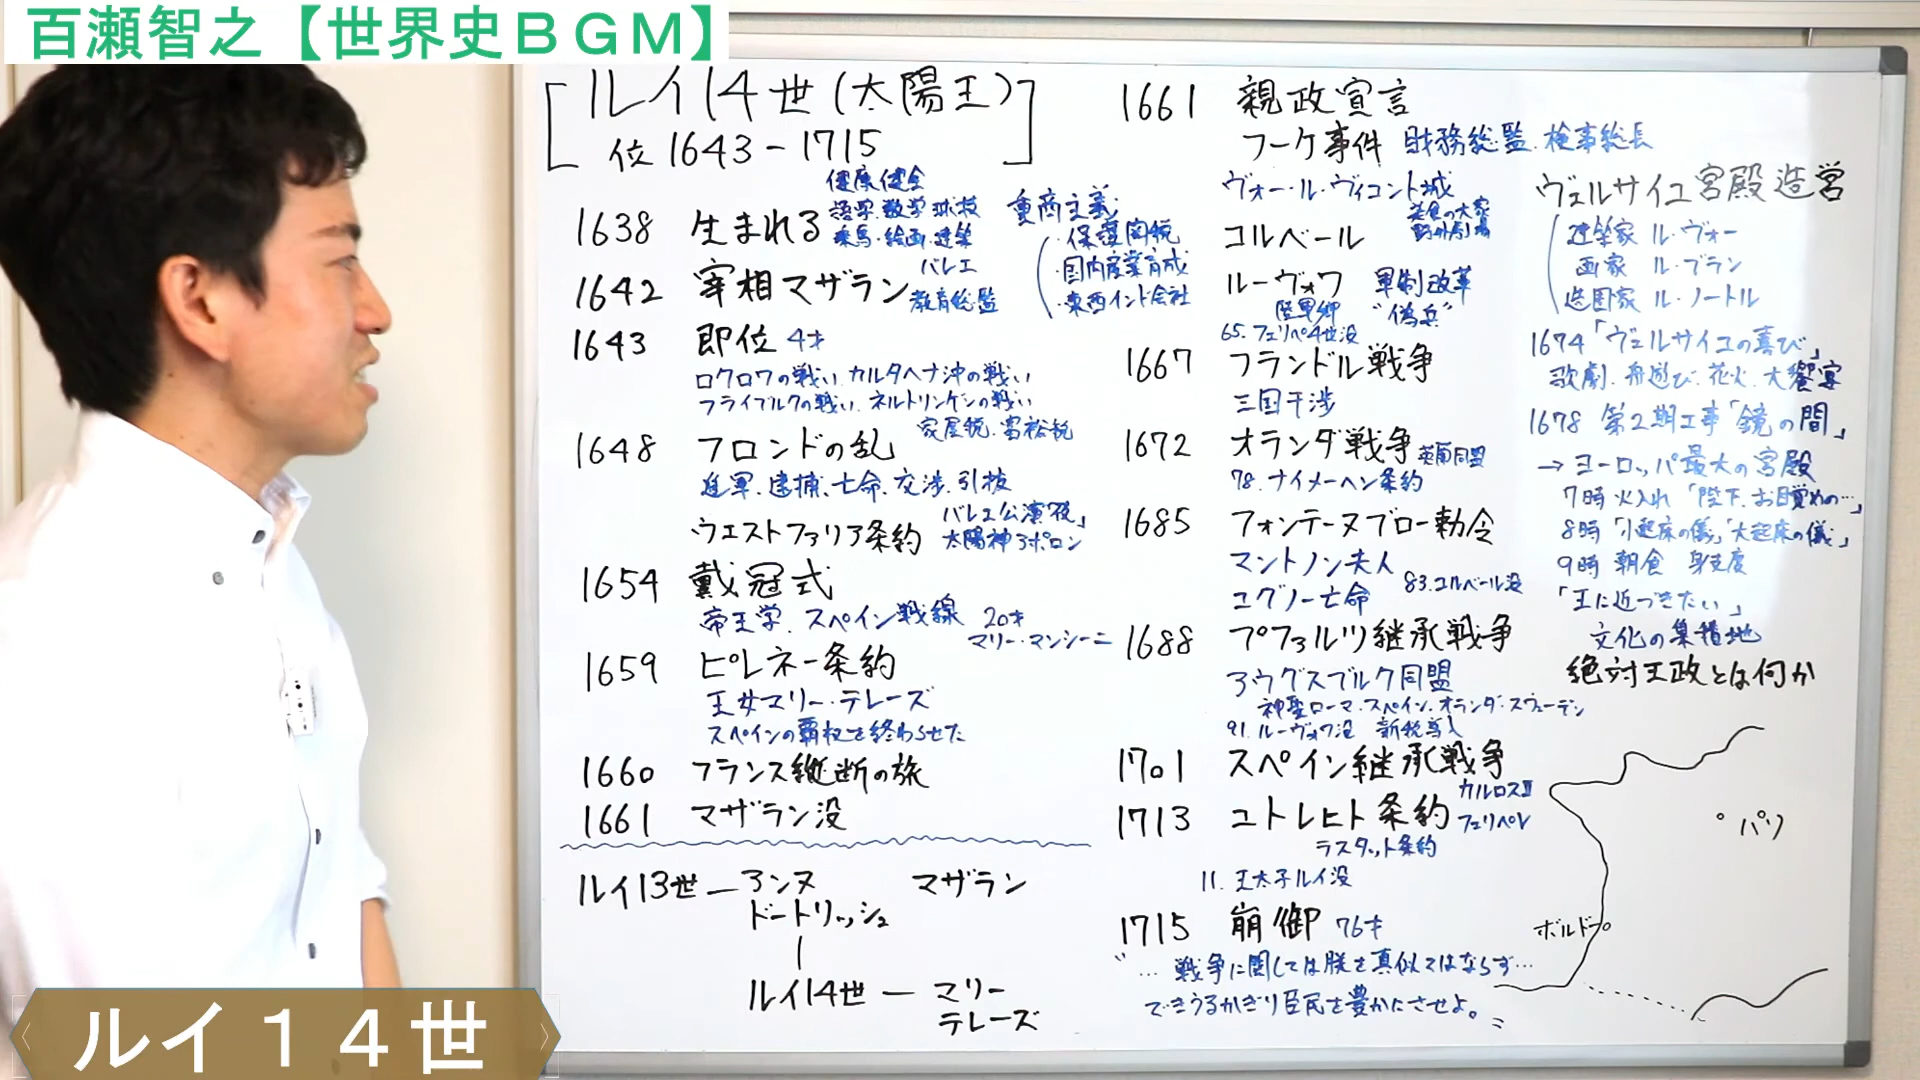 百瀬智之【世界史ＢＧＭ】
ルイ14世(太陽王)
位1643-1715
健康健全
1638 生まれる
語学・数学・球技
乗馬・絵画・建築
バレエ
1642 宰相マザラン
教育総監
重商主義
・保護関税
・国内産業育成
・東西インド会社
1643 即位 4才
ロクロワの戦い、カルタヘナ沖の戦い
フライブルクの戦い、ネルトリンゲンの戦い
家屋税、富裕税
1648 フロンドの乱
進軍、逮捕、亡命、交渉、引抜
ウエストファリア条約
バレエ公演「夜」
太陽神アポロン
1654 戴冠式
帝王学、スペイン戦線 20才
マリー・マンシーニ
1659 ピレネー条約
王女マリー・テレーズ
スペインの覇権を終わらせた
1660 フランス縦断の旅
1661 マザラン没
ルイ13世 ― アンヌ
ドートリッシュ
マザラン
ルイ14世 ― マリー
テレーズ
1661 親政宣言
フーケ事件 財務総監、検事総長
ヴォー・ル・ヴィコント城
美食の大家
野外劇場
コルベール
ルーヴォワ 軍制改革
陸軍卿 "偽兵"
65.フェリペ4世没
1667 フランドル戦争
三国干渉
1672 オランダ戦争 英蘭同盟
78.ナイメーヘン条約
1685 フォンテーヌブロー勅令
マントノン夫人
ユグノー亡命 83.コルベール没
1688 プファルツ継承戦争
アウグスブルク同盟
神聖ローマ・スペイン・オランダ・スウェーデン
91.ルーヴォワ没 新税導入
1701 スペイン継承戦争
カルロスⅡ
1713 ユトレヒト条約 フェリペⅤ
ラスタット条約
11.王太子ルイ没
1715 崩御 76才
"…戦争に関しては朕を真似てはならず…
できうるかぎり臣民を豊かにさせよ。"
ヴェルサイユ宮殿造営
建築家 ル・ヴォー
画家 ル・ブラン
造園家 ル・ノートル
1674「ヴェルサイユの喜び」
歌劇、舟遊び、花火、大饗宴
1678 第2期工事「鏡の間」
→ヨーロッパ最大の宮殿
7時 火入れ「陛下、お目覚めの…」
8時「小起床の儀」「大起床の儀」
9時 朝食 身支度
「王に近づきたい」
文化の集積地
絶対王政とは何か
パリ
ボルドー
ルイ１４世